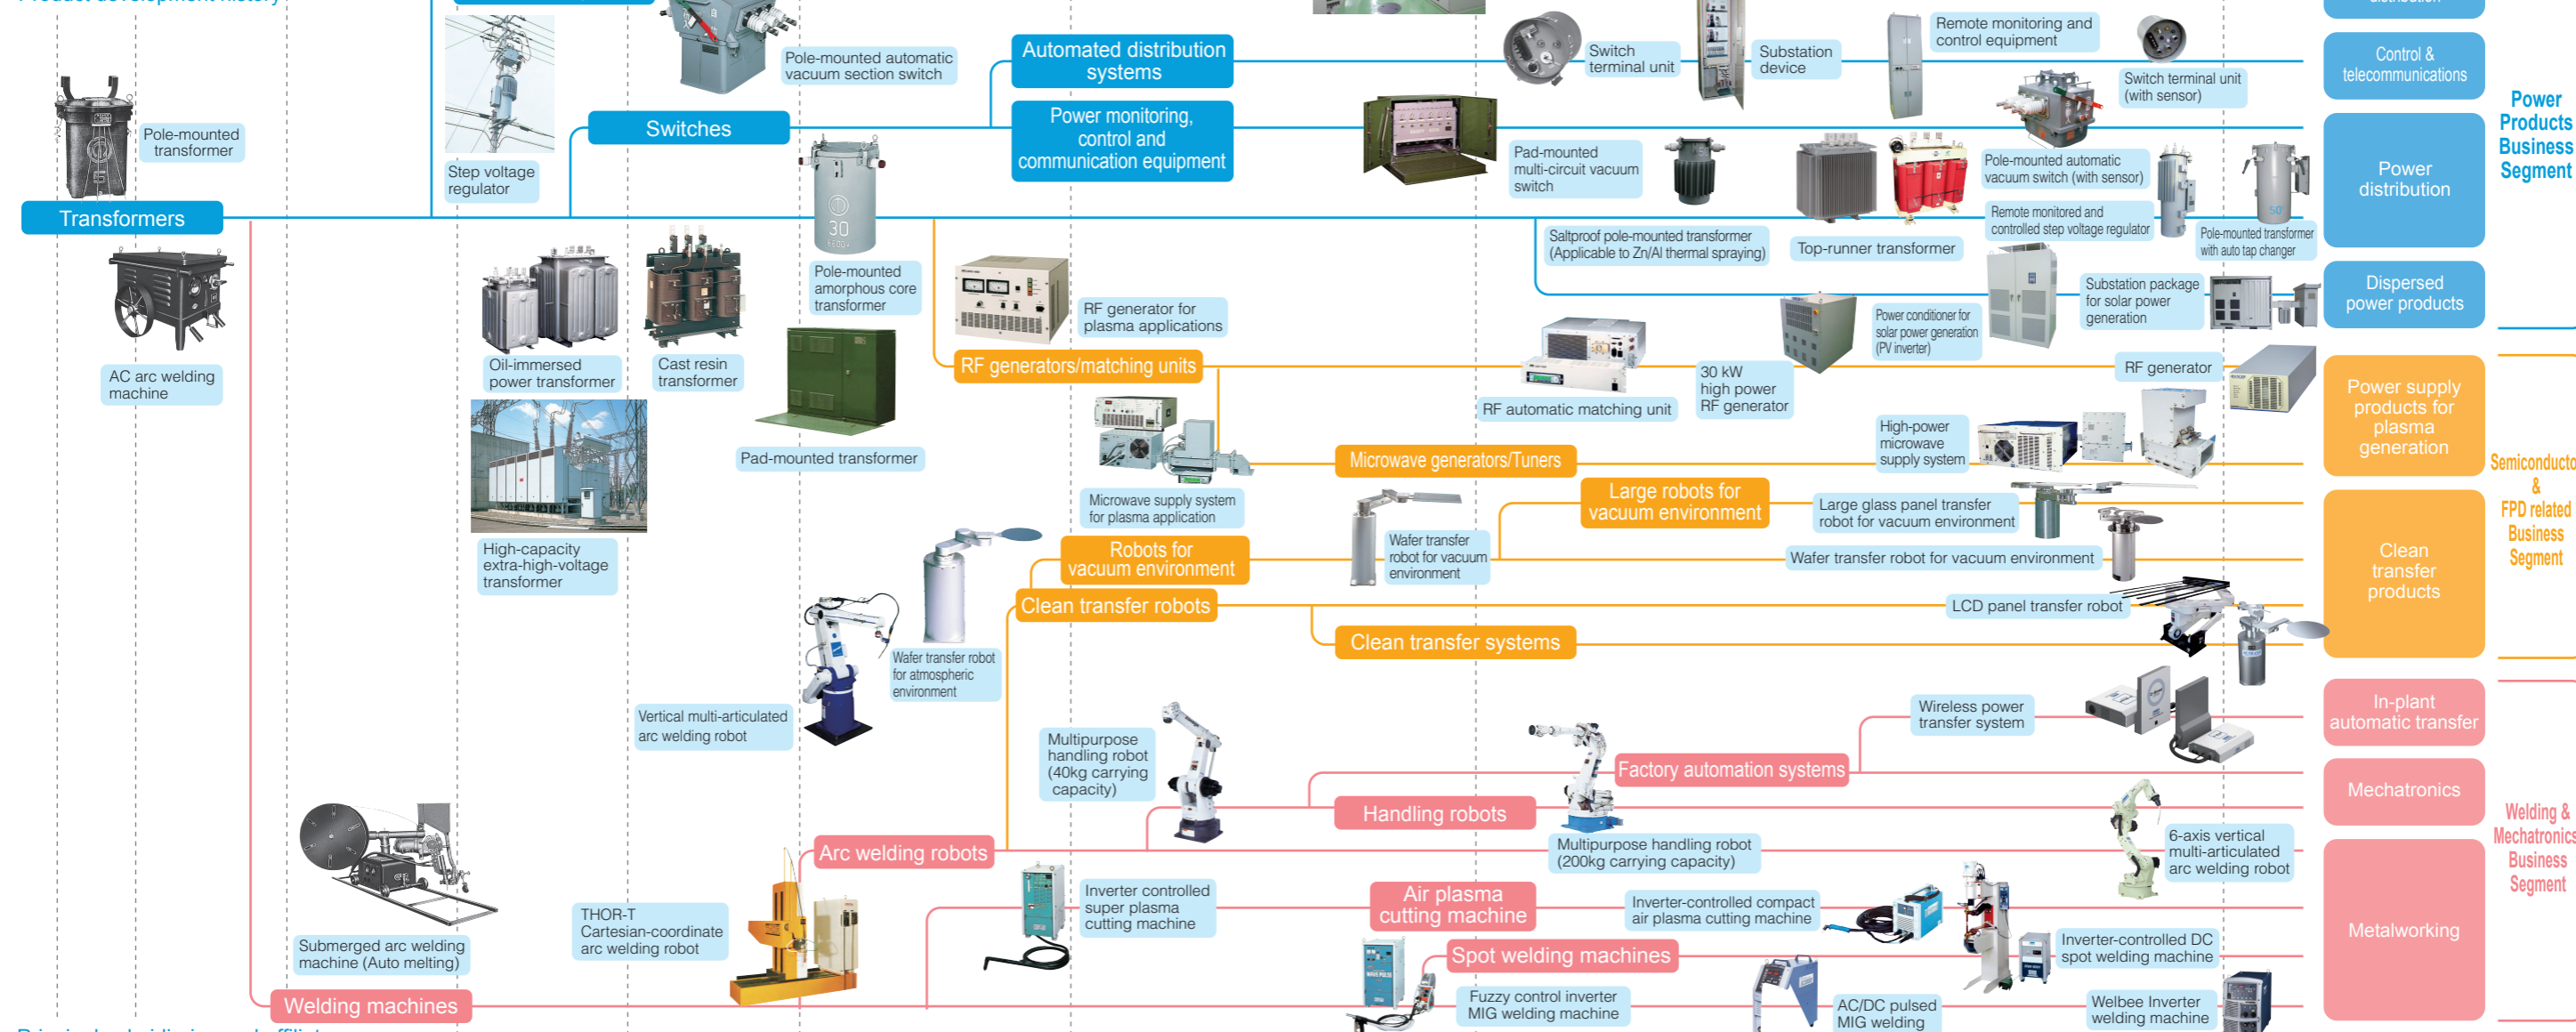 Product development history
distribution
Pole-mounted automatic
vacuum section switch
Automated distribution
systems
Switch
terminal unit
Substation
device
Remote monitoring and
control equipment
Switch terminal unit
(with sensor)
Control &
telecommunications
Pole-mounted
transformer
Step voltage
regulator
Switches
Power monitoring,
control and
communication equipment
Pad-mounted
multi-circuit vacuum
switch
Pole-mounted automatic
vacuum switch (with sensor)
Power
distribution
Power
Products
Business
Segment
Transformers
30
Remote monitored and
controlled step voltage regulator
50
Saltproof pole-mounted transformer
(Applicable to Zn/Al thermal spraying)
Top-runner transformer
Pole-mounted transformer
with auto tap changer
Pole-mounted
amorphous core
transformer
RF generator for
plasma applications
Power conditioner for
solar power generation
(PV inverter)
Substation package
for solar power
generation
Dispersed
power products
AC arc welding
machine
Oil-immersed
power transformer
Cast resin
transformer
RF generators/matching units
RF automatic matching unit
30 kW
high power
RF generator
RF generator
Power supply
products for
plasma
generation
Pad-mounted transformer
Microwave generators/Tuners
High-power
microwave
supply system
Microwave supply system
for plasma application
Large robots for
vacuum environment
Large glass panel transfer
robot for vacuum environment
High-capacity
extra-high-voltage
transformer
Robots for
vacuum environment
Wafer transfer
robot for vacuum
environment
Wafer transfer robot for vacuum environment
Clean
transfer
products
Semiconducto
&
FPD related
Business
Segment
Clean transfer robots
LCD panel transfer robot
Clean transfer systems
Wafer transfer robot
for atmospheric
environment
Vertical multi-articulated
arc welding robot
Wireless power
transfer system
In-plant
automatic transfer
Multipurpose
handling robot
(40kg carrying
capacity)
Factory automation systems
Mechatronics
Handling robots
Arc welding robots
Multipurpose handling robot
(200kg carrying capacity)
6-axis vertical
multi-articulated
arc welding robot
Welding &
Mechatronics
Business
Segment
THOR-T
Cartesian-coordinate
arc welding robot
Inverter controlled
super plasma
cutting machine
Air plasma
cutting machine
Inverter-controlled compact
air plasma cutting machine
Metalworking
Submerged arc welding
machine (Auto melting)
Spot welding machines
Inverter-controlled DC
spot welding machine
Welding machines
Fuzzy control inverter
MIG welding machine
AC/DC pulsed
MIG welding
Welbee Inverter
welding machine